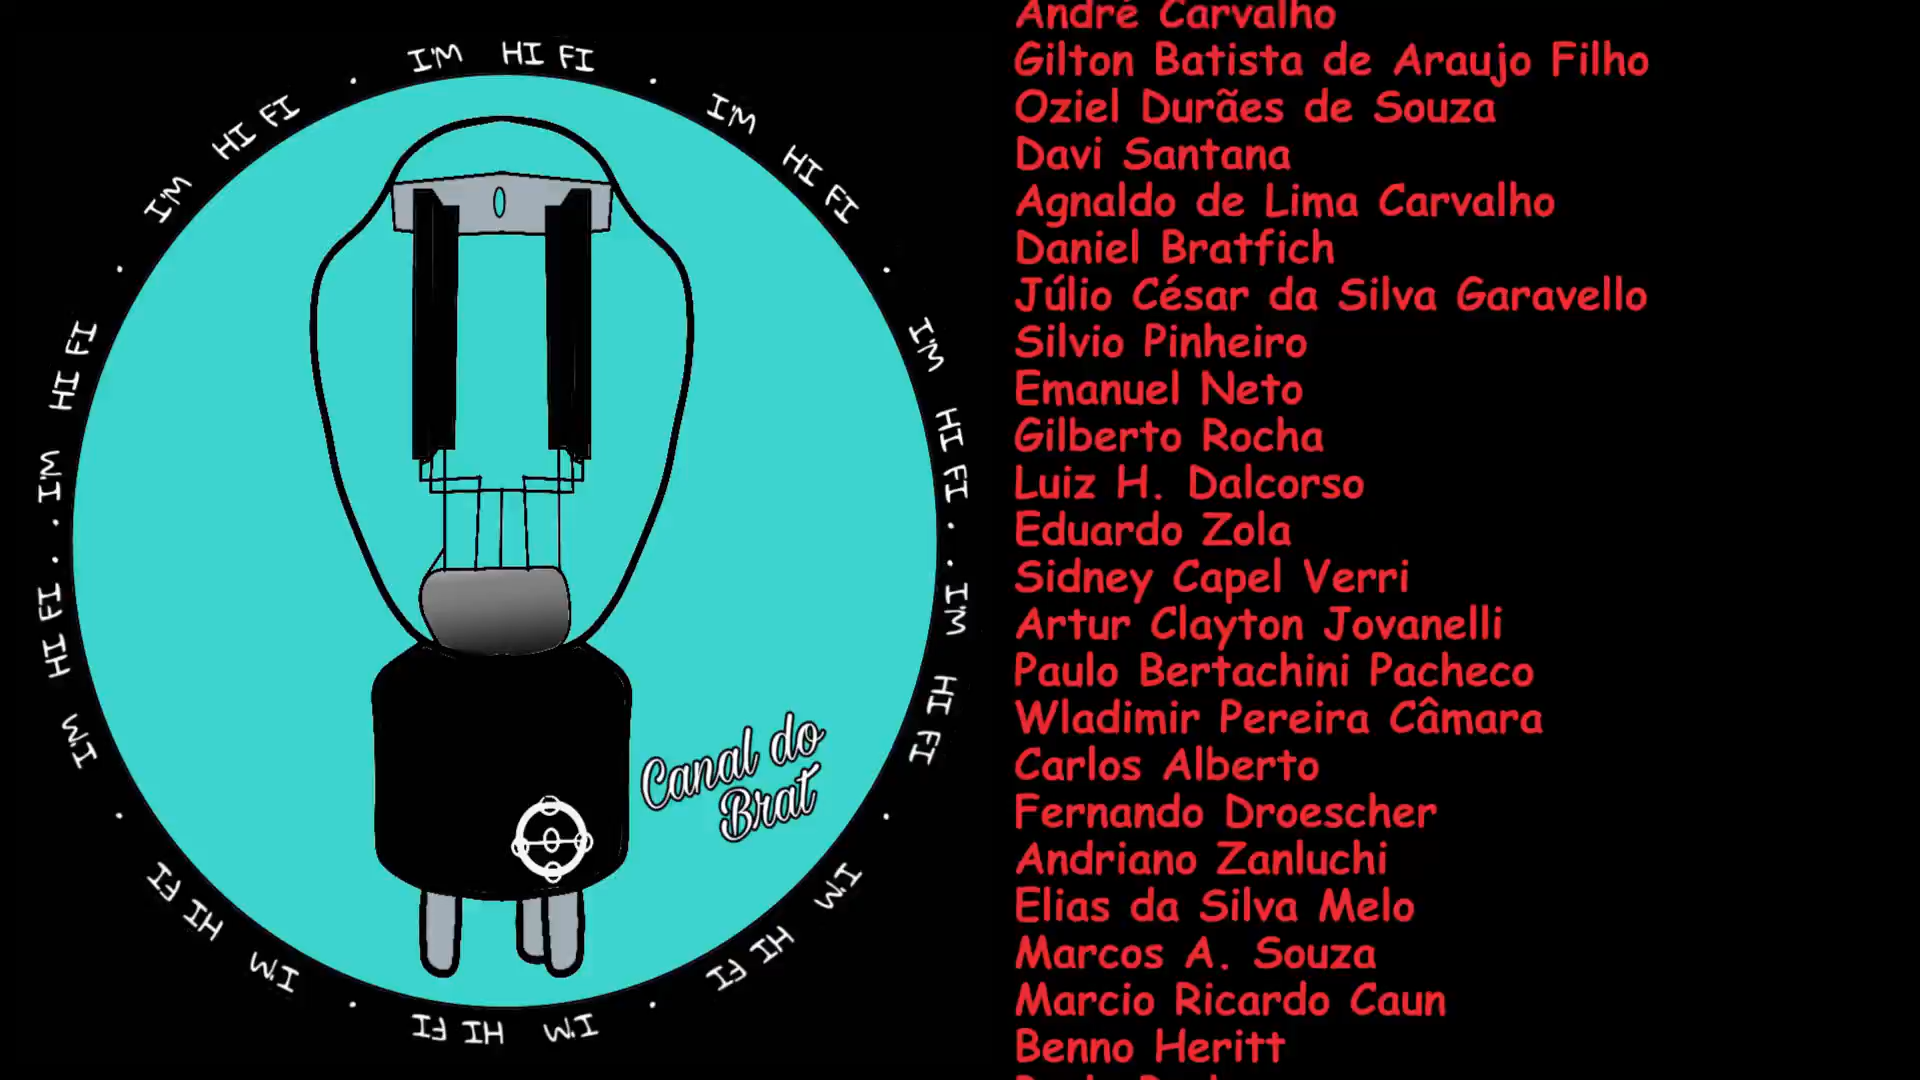 I'M HI FI . I'M HI FI . I'M HI FI . . I'M HI FI . I'M HI FI . I'M HI FI . I'M HI FI . I'M HI FI . . I'M HI FI . I'M HI FI .
Canal do
Brat
André Carvalho
Gilton Batista de Araujo Filho
Oziel Durães de Souza
Davi Santana
Agnaldo de Lima Carvalho
Daniel Bratfich
Júlio César da Silva Garavello
Silvio Pinheiro
Emanuel Neto
Gilberto Rocha
Luiz H. Dalcorso
Eduardo Zola
Sidney Capel Verri
Artur Clayton Jovanelli
Paulo Bertachini Pacheco
Wladimir Pereira Câmara
Carlos Alberto
Fernando Droescher
Andriano Zanluchi
Elias da Silva Melo
Marcos A. Souza
Marcio Ricardo Caun
Benno Heritt